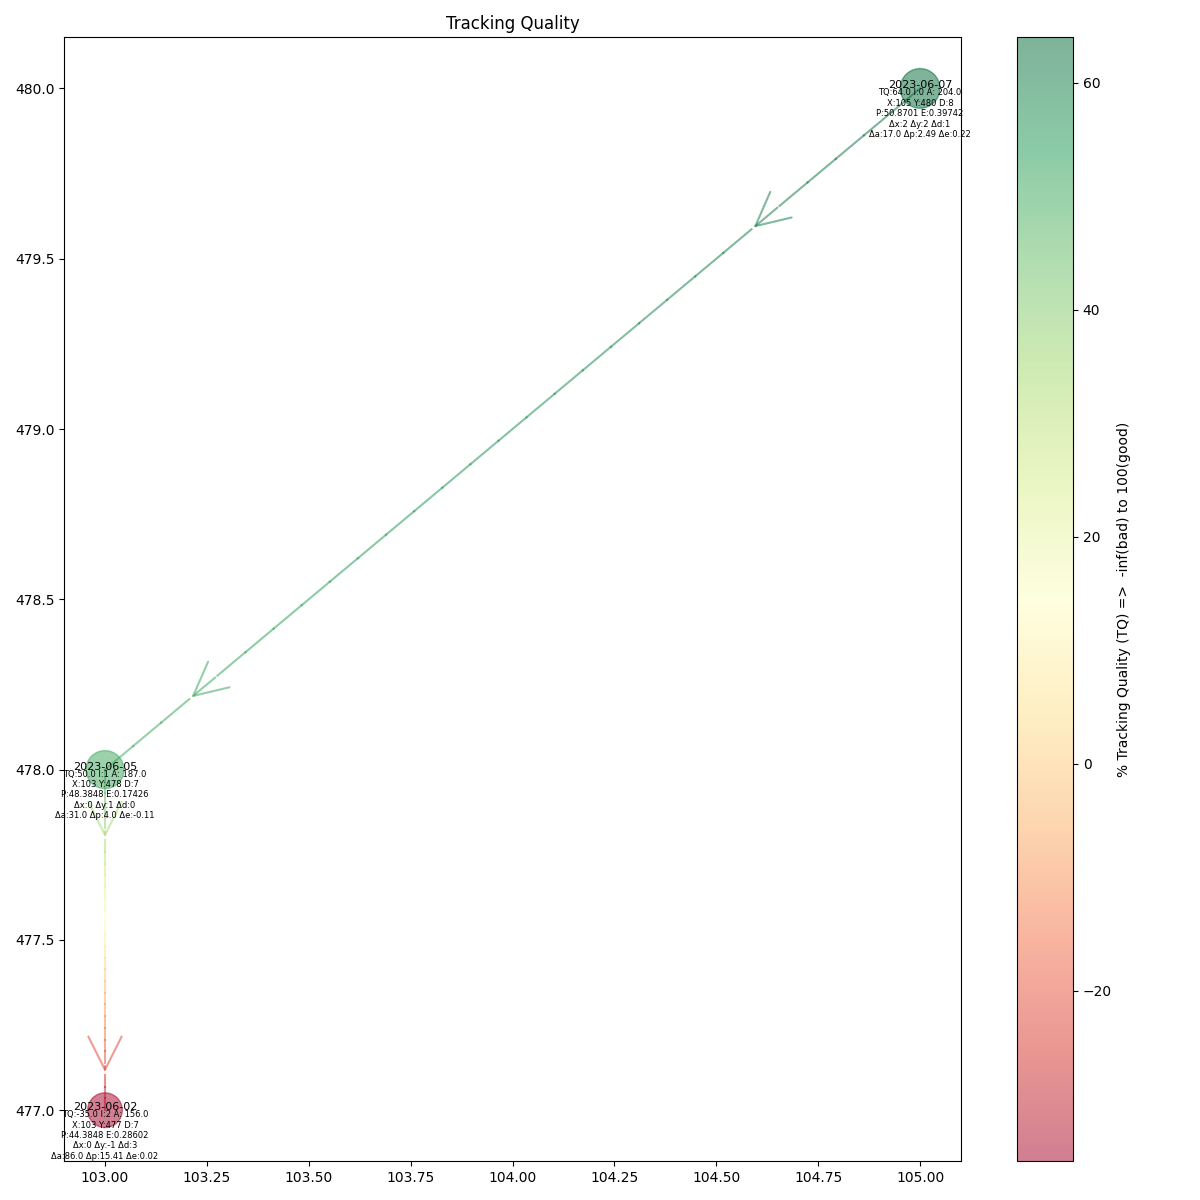 Tracking Quality
480.0
479.5
479.0
478.5
478.0
477.5
477.0
2023-06-07
TQ:64.0 I:0 A: 204.0
X:105 Y:480 D:8
P:50.8701 E:0.39742
Δx:2 Δy:2 Δd:1
Δa:17.0 Δp:2.49 Δe:0.22
2023-06-05
TQ:50.0 I:1 A: 187.0
X:103 Y:478 D:7
P:48.3848 E:0.17426
Δx:0 Δy:1 Δd:0
Δa:31.0 Δp:4.0 Δe:-0.11
2023-06-02
TQ:-35.0 I:2 A: 156.0
X:103 Y:477 D:7
P:44.3848 E:0.28602
Δx:0 Δy:-1 Δd:3
Δa:86.0 Δp:15.41 Δe:0.02
103.00 103.25 103.50 103.75 104.00 104.25 104.50 104.75 105.00
60
40
20
0
−20
% Tracking Quality (TQ) => -inf(bad) to 100(good)